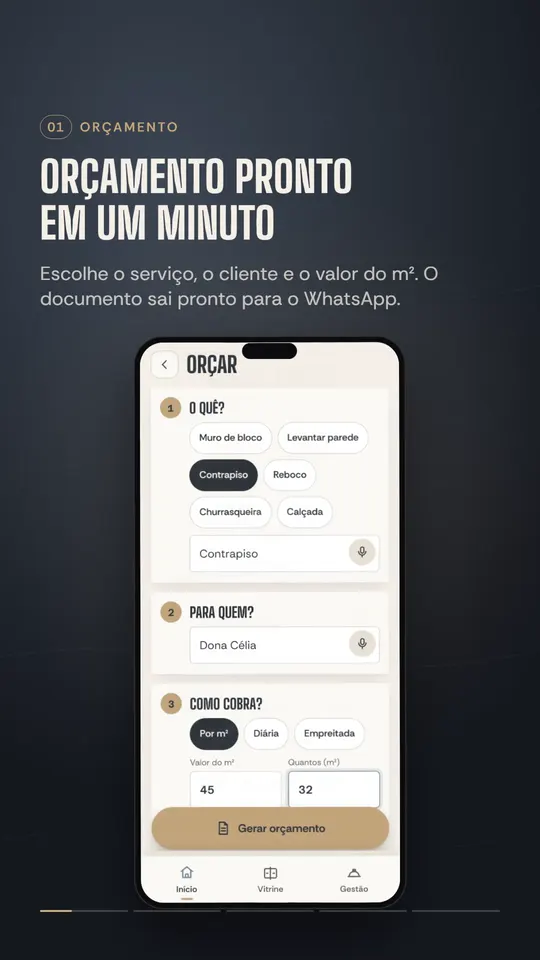 01 ORÇAMENTO
ORÇAMENTO PRONTO
EM UM MINUTO
Escolhe o serviço, o cliente e o valor do m². O
documento sai pronto para o WhatsApp.
ORÇAR
1 O QUÊ?
Muro de bloco Levantar parede
Contrapiso Reboco
Churrasqueira Calçada
Contrapiso
2 PARA QUEM?
Dona Célia
3 COMO COBRA?
Por m² Diária Empreitada
Valor do m² Quantos (m²)
45 32
Gerar orçamento
Início Vitrine Gestão